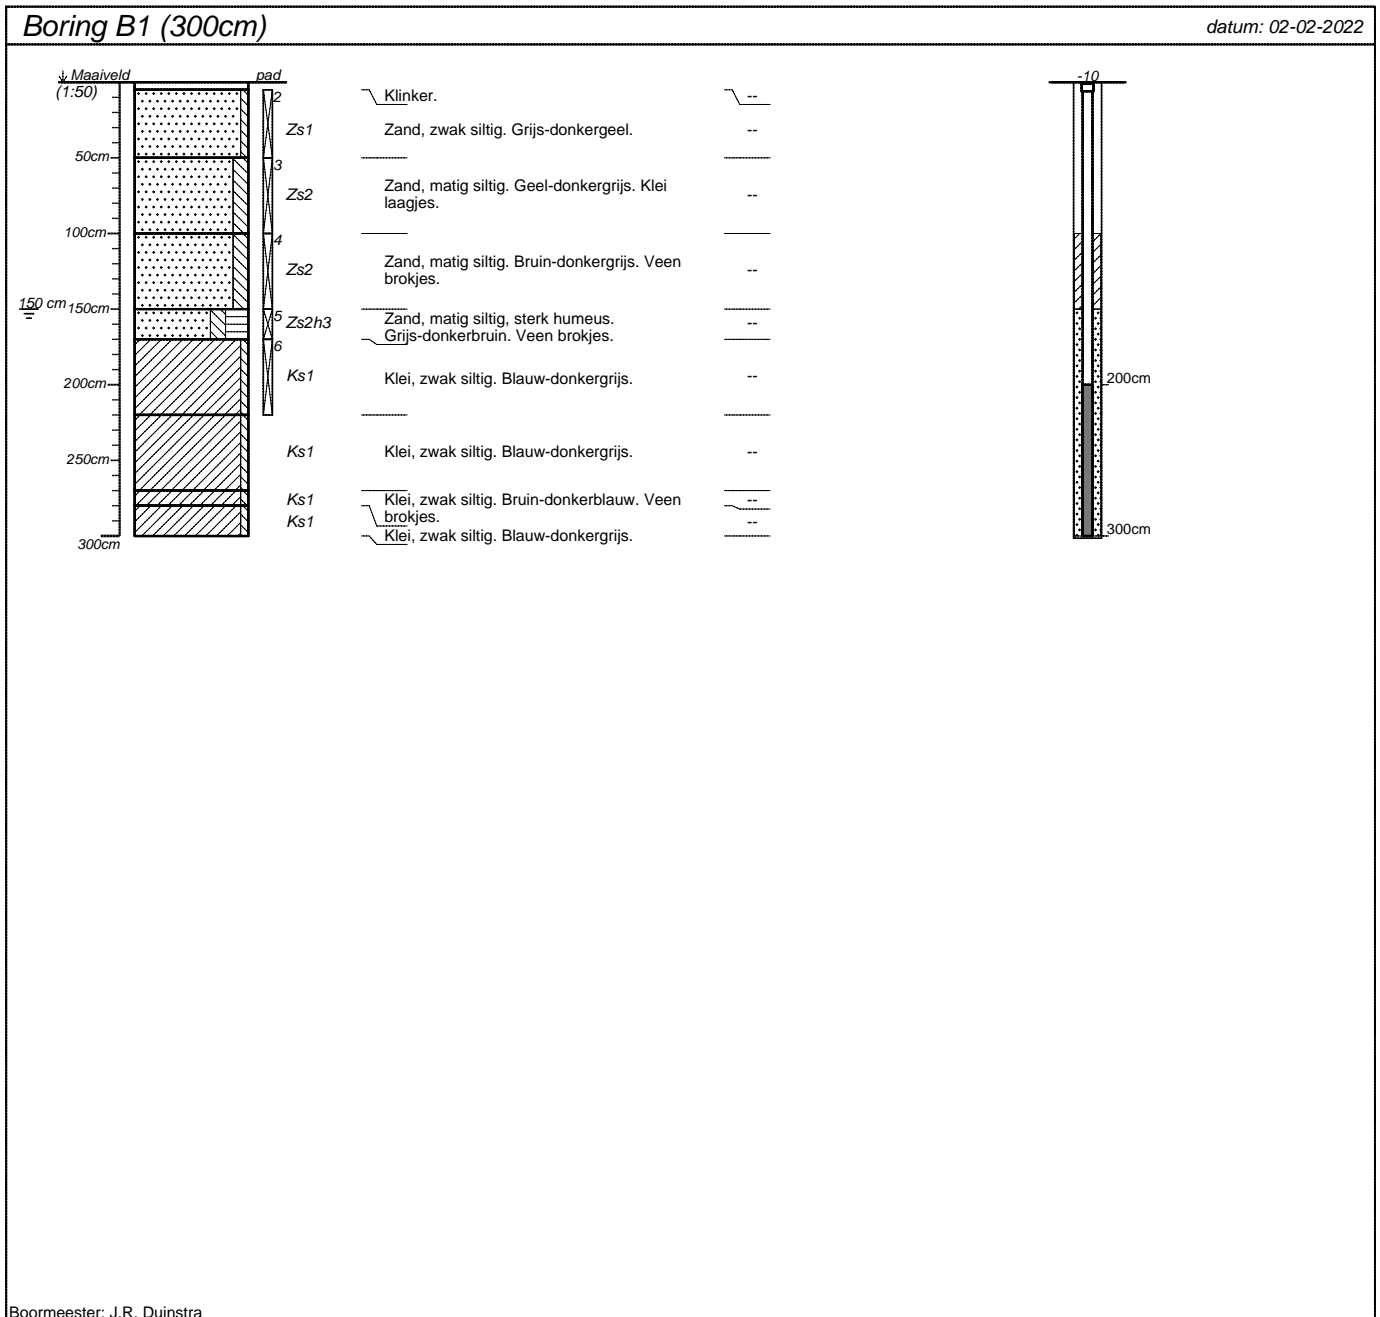 Boring B1 (300cm)
datum: 02-02-2022
Maaiveld
pad
-10
(1:50)
2
Klinker.
--
Zs1
Zand, zwak siltig. Grijs-donkergeel.
--
50cm
3
Zs2
Zand, matig siltig. Geel-donkergrijs. Klei
laagjes.
--
100cm
4
Zs2
Zand, matig siltig. Bruin-donkergrijs. Veen
brokjes.
--
150 cm
150cm
5
Zs2h3
Zand, matig siltig, sterk humeus.
Grijs-donkerbruin. Veen brokjes.
--
6
200cm
Ks1
Klei, zwak siltig. Blauw-donkergrijs.
--
200cm
250cm
Ks1
Klei, zwak siltig. Blauw-donkergrijs.
--
Ks1
Klei, zwak siltig. Bruin-donkerblauw. Veen
brokjes.
--
Ks1
Klei, zwak siltig. Blauw-donkergrijs.
--
300cm
300cm
Boormeester: J.R. Duinstra